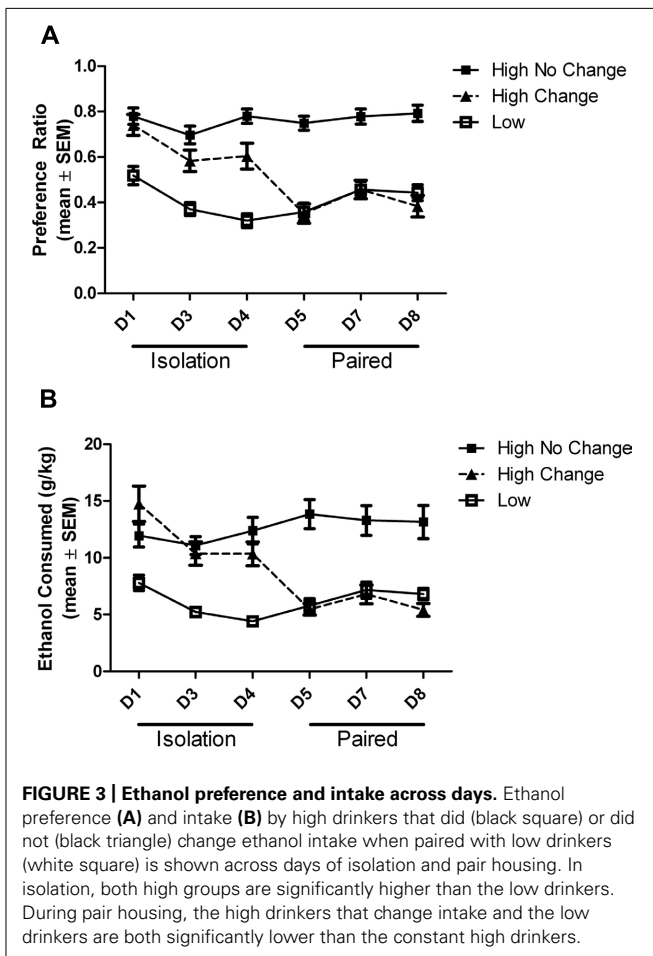 A
1.0
0.8
0.6
0.4
0.2
0.0
Preference Ratio
(mean ± SEM)
High No Change
High Change
Low
D1 D3 D4 D5 D7 D8
Isolation Paired
B
20
15
10
5
0
Ethanol Consumed (g/kg)
(mean ± SEM)
High No Change
High Change
Low
D1 D3 D4 D5 D7 D8
Isolation Paired
FIGURE 3 | Ethanol preference and intake across days. Ethanol
preference (A) and intake (B) by high drinkers that did (black square) or did
not (black triangle) change ethanol intake when paired with low drinkers
(white square) is shown across days of isolation and pair housing. In
isolation, both high groups are significantly higher than the low drinkers.
During pair housing, the high drinkers that change intake and the low
drinkers are both significantly lower than the constant high drinkers.